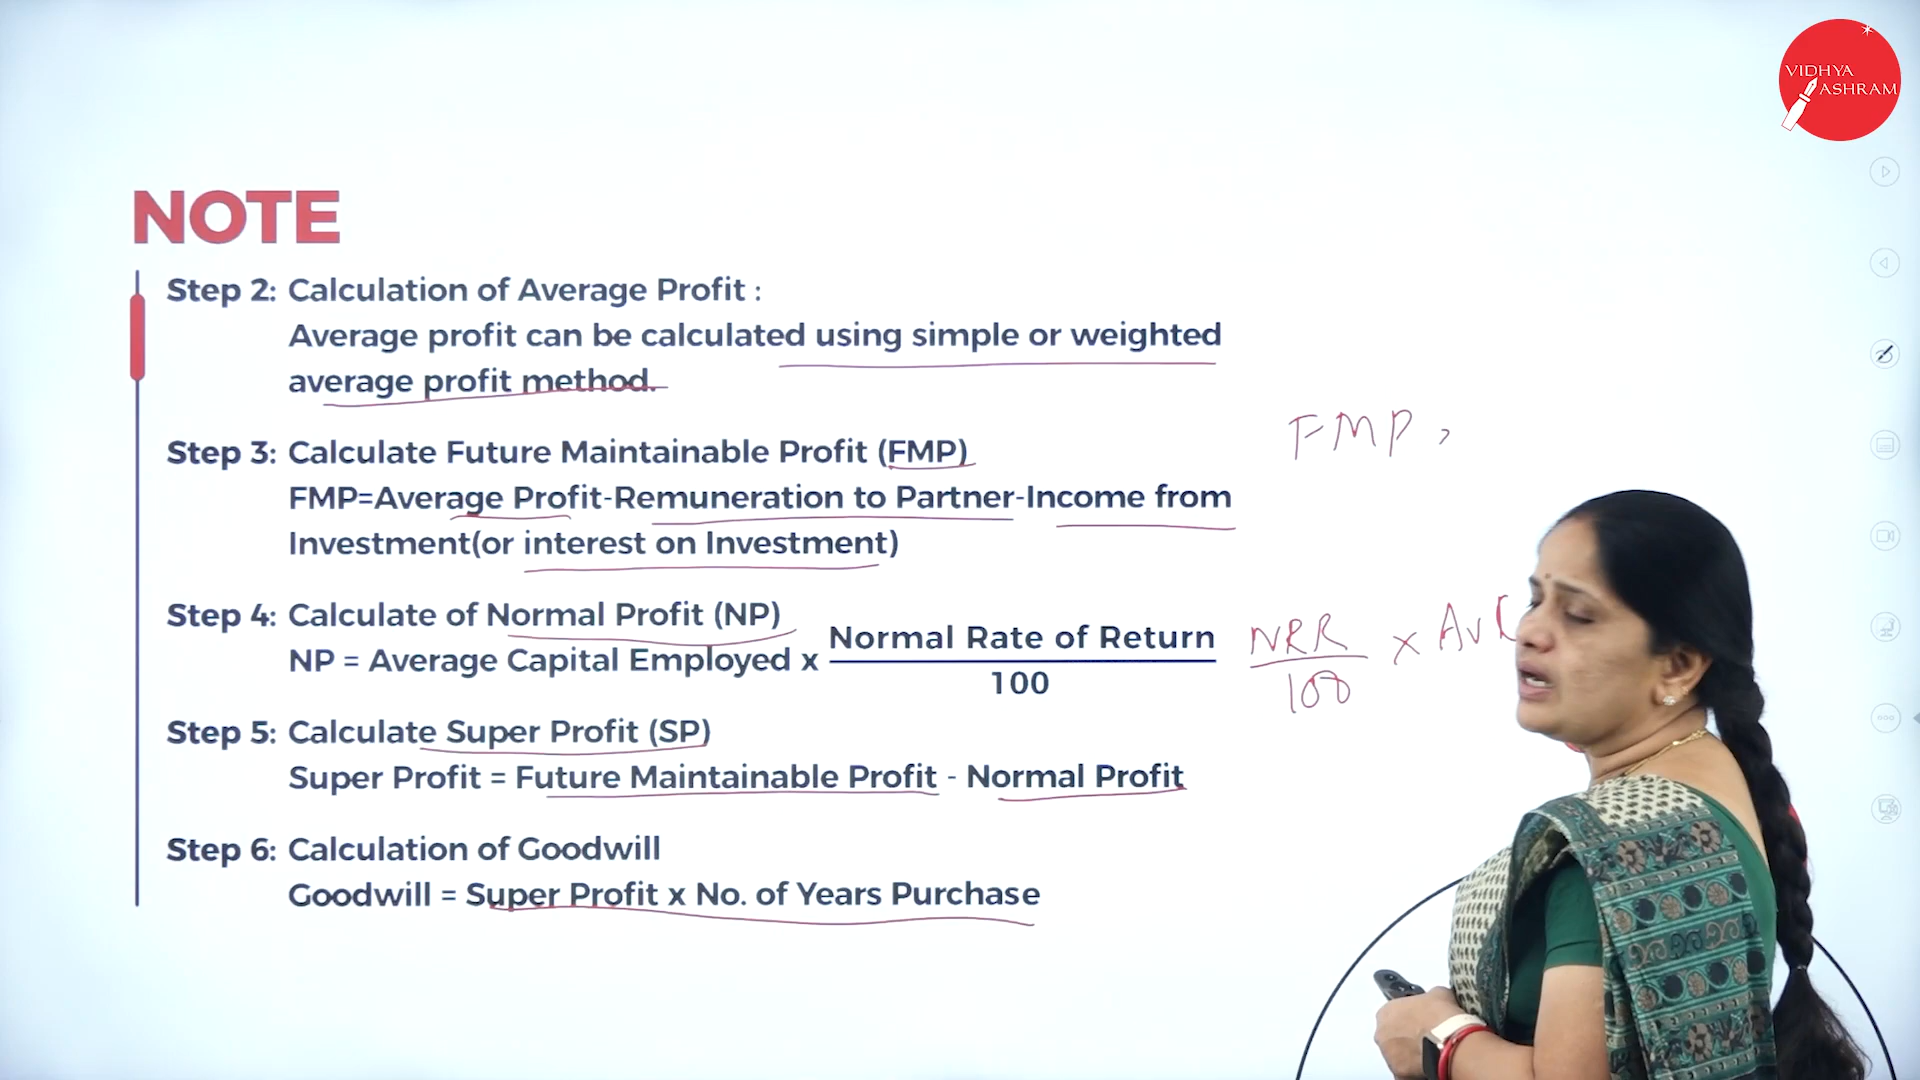 VIDHYA
ASHRAM
NOTE
Step 2: Calculation of Average Profit :
Average profit can be calculated using simple or weighted
average profit method.
Step 3: Calculate Future Maintainable Profit (FMP)
FMP=Average Profit-Remuneration to Partner-Income from
Investment(or interest on Investment)
FMP,
Step 4: Calculate of Normal Profit (NP)
NP = Average Capital Employed x Normal Rate of Return
100
NRR
100
x Av
Step 5: Calculate Super Profit (SP)
Super Profit = Future Maintainable Profit - Normal Profit
Step 6: Calculation of Goodwill
Goodwill = Super Profit x No. of Years Purchase